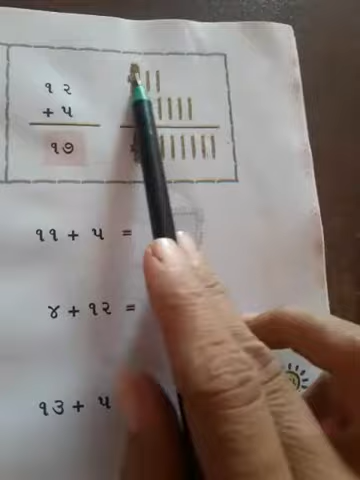 ૧૨
+ ૫
૧૭
૧૧ + ૫ =
૪ + ૧૨ =
૧૩ + ૫